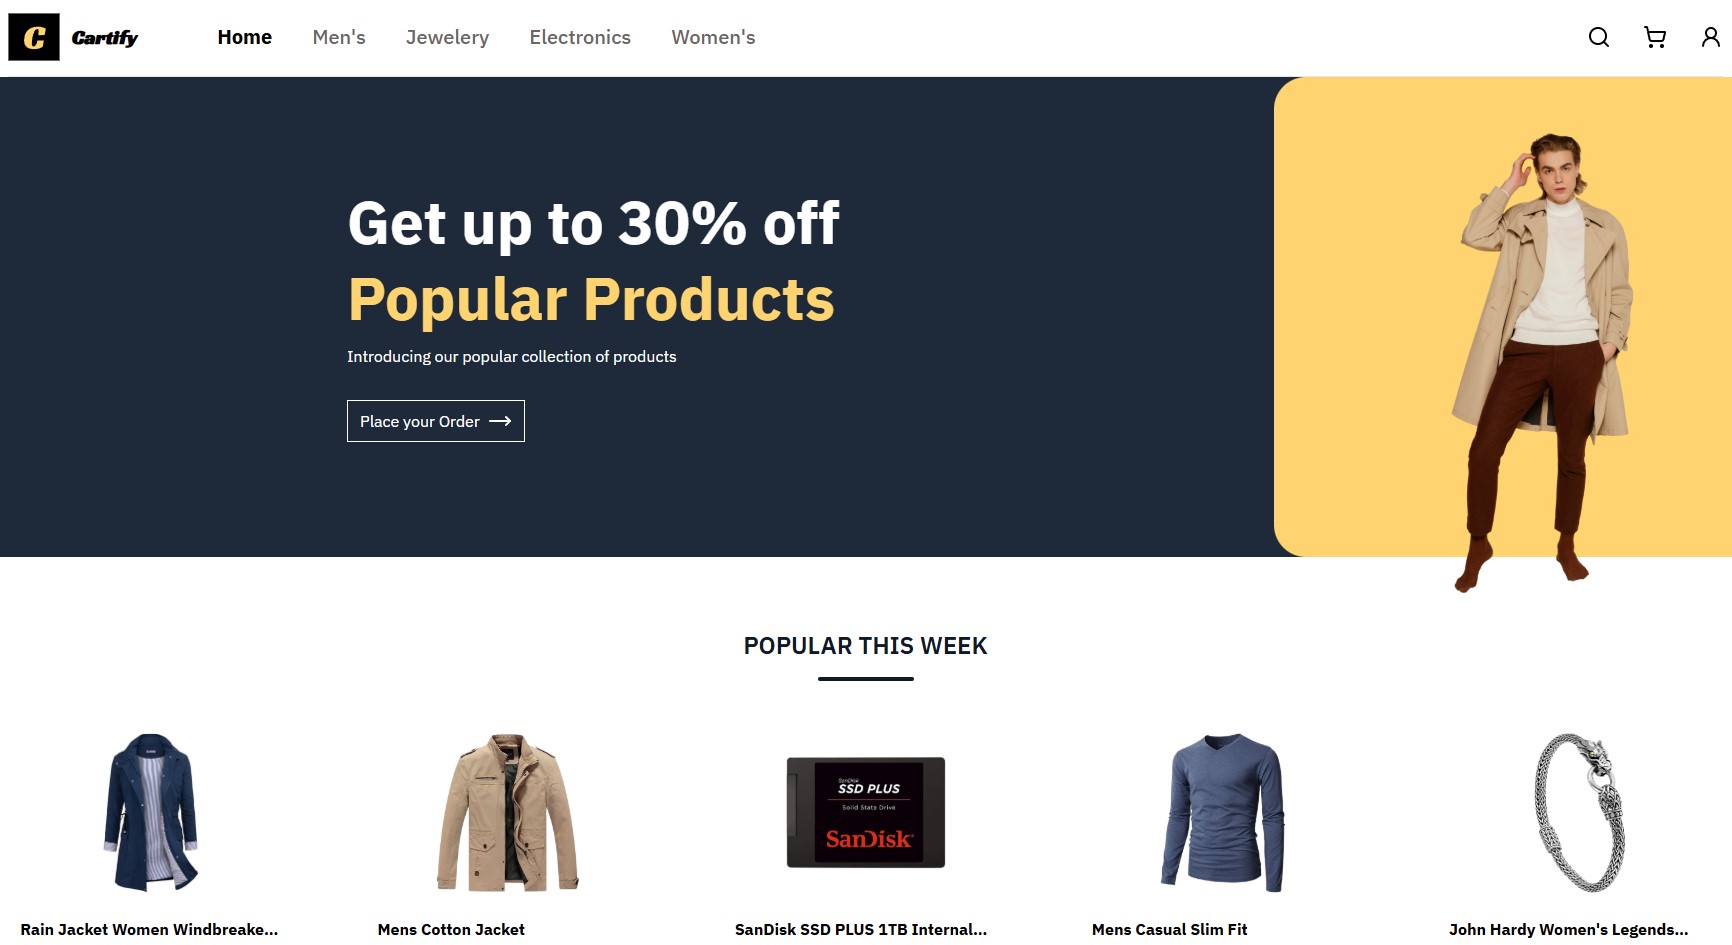 C Cartify Home Men's Jewelery Electronics Women's
Get up to 30% off
Popular Products
Introducing our popular collection of products
Place your Order
POPULAR THIS WEEK
SanDisk
SSD PLUS
Solid State Drive
SanDisk
Rain Jacket Women Windbreake...
Mens Cotton Jacket
SanDisk SSD PLUS 1TB Internal...
Mens Casual Slim Fit
John Hardy Women's Legends...